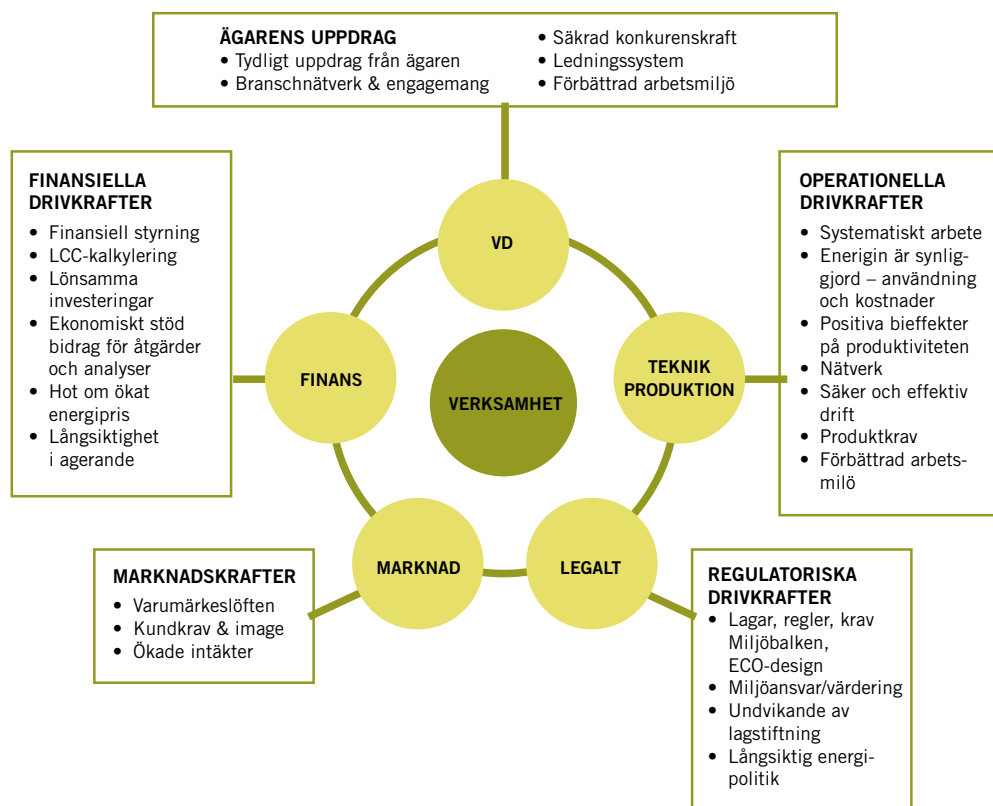 ÄGARENS UPPDRAG
• Tydligt uppdrag från ägaren
• Branschnätverk & engagemang
• Säkrad konkurenskraft
• Ledningssystem
• Förbättrad arbetsmiljö
FINANSIELLA
DRIVKRAFTER
• Finansiell styrning
• LCC-kalkylering
• Lönsamma
investeringar
• Ekonomiskt stöd
bidrag för åtgärder
och analyser
• Hot om ökat
energipris
• Långsiktighet
i agerande
VD
FINANS
VERKSAMHET
TEKNIK
PRODUKTION
MARKNAD
LEGALT
OPERATIONELLA
DRIVKRAFTER
• Systematiskt arbete
• Energin är synlig-
gjord – användning
och kostnader
• Positiva bieffekter
på produktiviteten
• Nätverk
• Säker och effektiv
drift
• Produktkrav
• Förbättrad arbets-
milö
MARKNADSKRAFTER
• Varumärkeslöften
• Kundkrav & image
• Ökade intäkter
REGULATORISKA
DRIVKRAFTER
• Lagar, regler, krav
Miljöbalken,
ECO-design
• Miljöansvar/värdering
• Undvikande av
lagstiftning
• Långsiktig energi-
politik